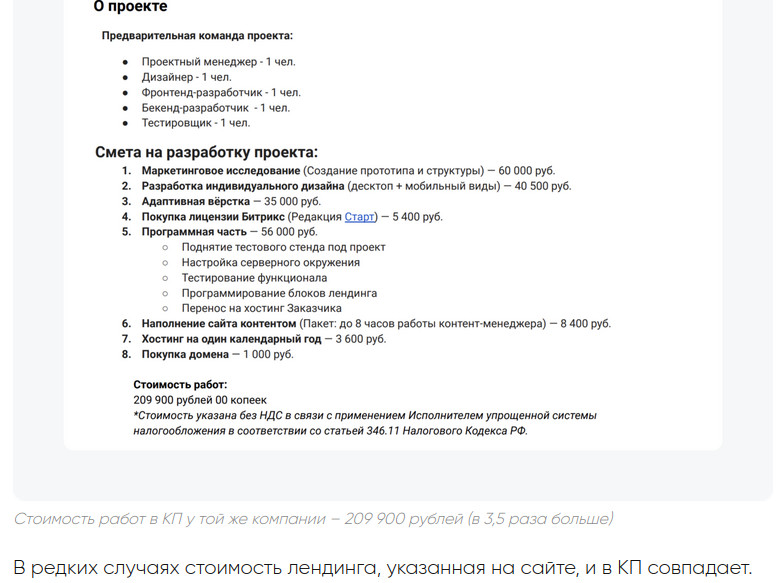 О проекте
Предварительная команда проекта:
● Проектный менеджер - 1 чел.
● Дизайнер - 1 чел.
● Фронтенд-разработчик - 1 чел.
● Бекенд-разработчик - 1 чел.
● Тестировщик - 1 чел.
Смета на разработку проекта:
1. Маркетинговое исследование (Создание прототипа и структуры) — 60 000 руб.
2. Разработка индивидуального дизайна (десктоп + мобильный виды) — 40 500 руб.
3. Адаптивная вёрстка — 35 000 руб.
4. Покупка лицензии Битрикс (Редакция Старт) — 5 400 руб.
5. Программная часть — 56 000 руб.
○ Поднятие тестового стенда под проект
○ Настройка серверного окружения
○ Тестирование функционала
○ Программирование блоков лендинга
○ Перенос на хостинг Заказчика
6. Наполнение сайта контентом (Пакет: до 8 часов работы контент-менеджера) — 8 400 руб.
7. Хостинг на один календарный год — 3 600 руб.
8. Покупка домена — 1 000 руб.
Стоимость работ:
209 900 рублей 00 копеек
*Стоимость указана без НДС в связи с применением Исполнителем упрощенной системы
налогообложения в соответствии со статьей 346.11 Налогового Кодекса РФ.
Стоимость работ в КП у той же компании – 209 900 рублей (в 3,5 раза больше)
В редких случаях стоимость лендинга, указанная на сайте, и в КП совпадает.